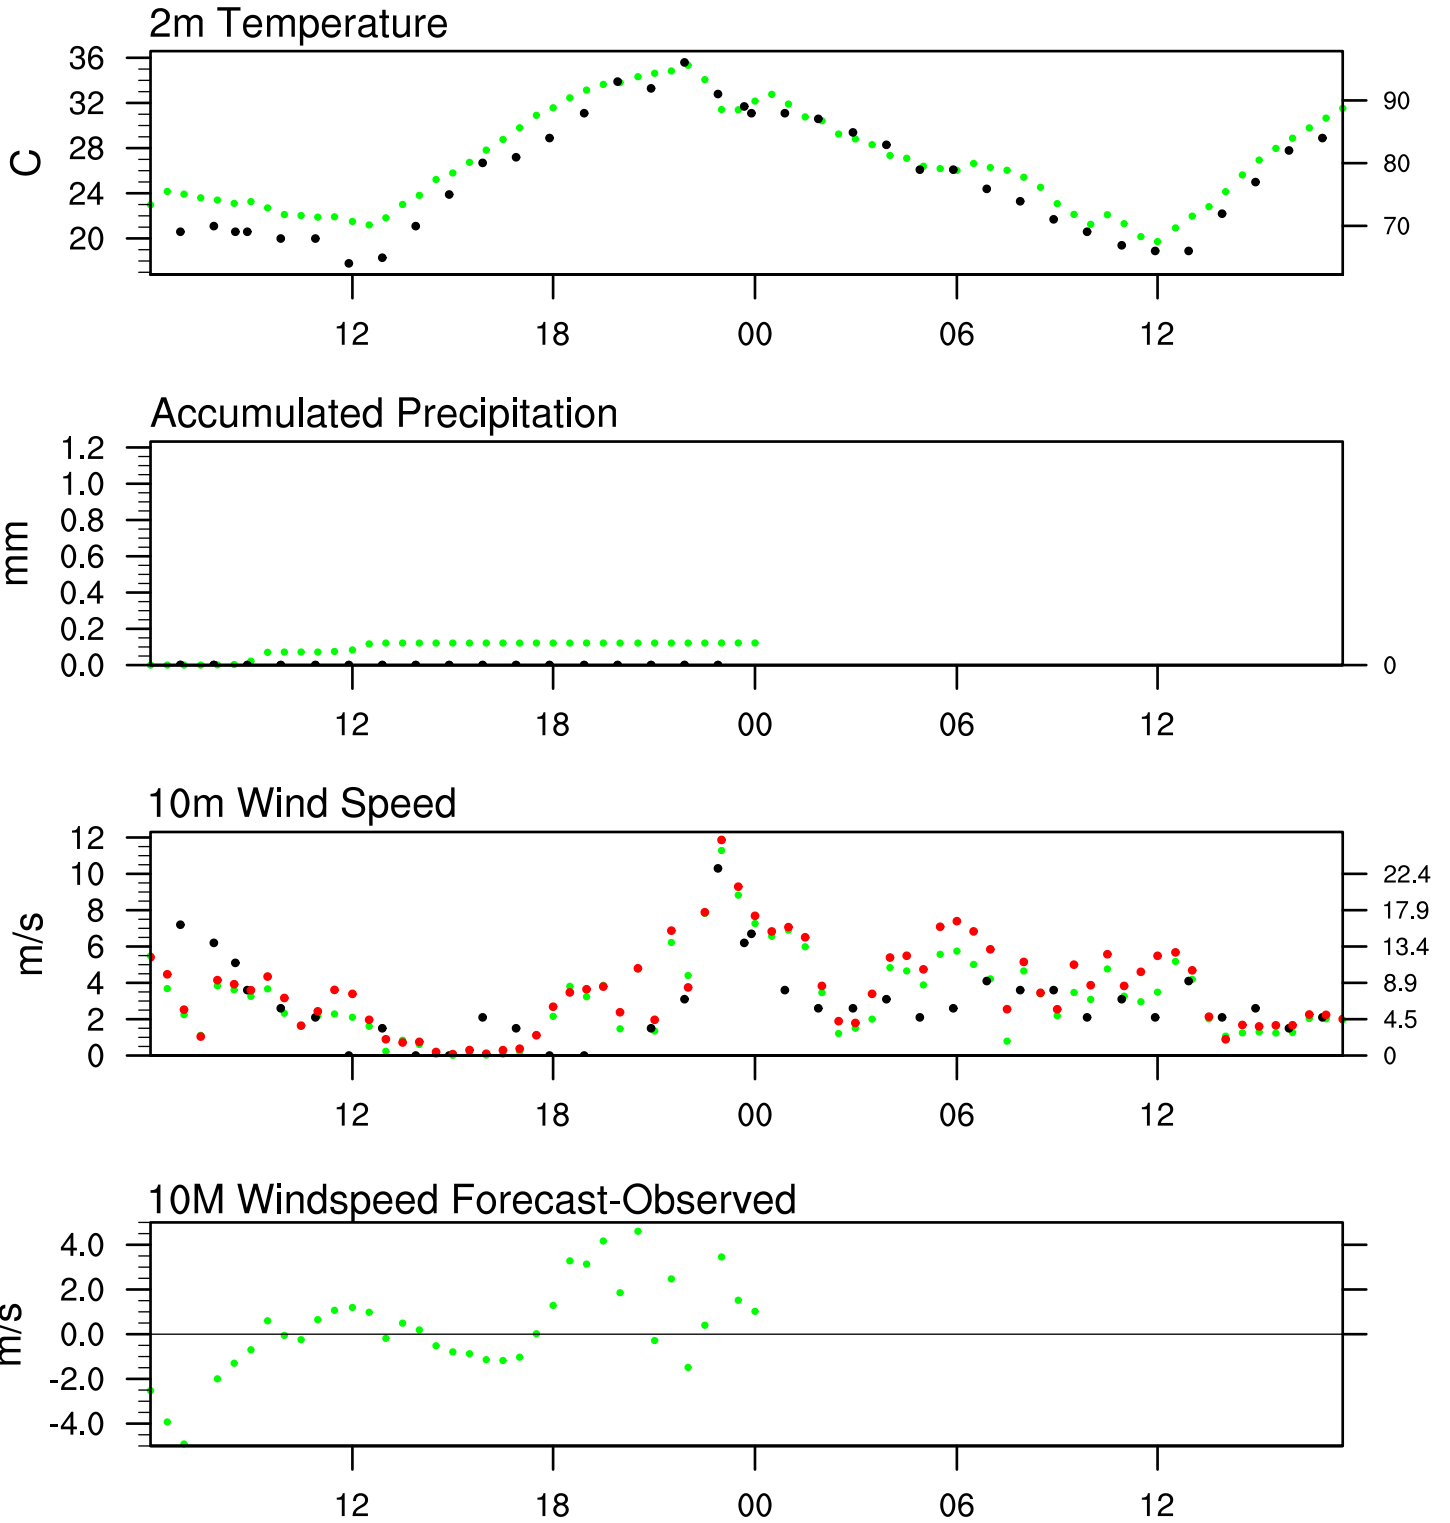 2m Temperature
36
32
28
24
20
C
90
80
70
12 18 00 06 12
Accumulated Precipitation
1.2
1.0
0.8
0.6
0.4
0.2
0.0
mm
0
12 18 00 06 12
10m Wind Speed
12
10
8
6
4
2
0
m/s
22.4
17.9
13.4
8.9
4.5
0
12 18 00 06 12
10M Windspeed Forecast-Observed
4.0
2.0
0.0
-2.0
-4.0
m/s
12 18 00 06 12